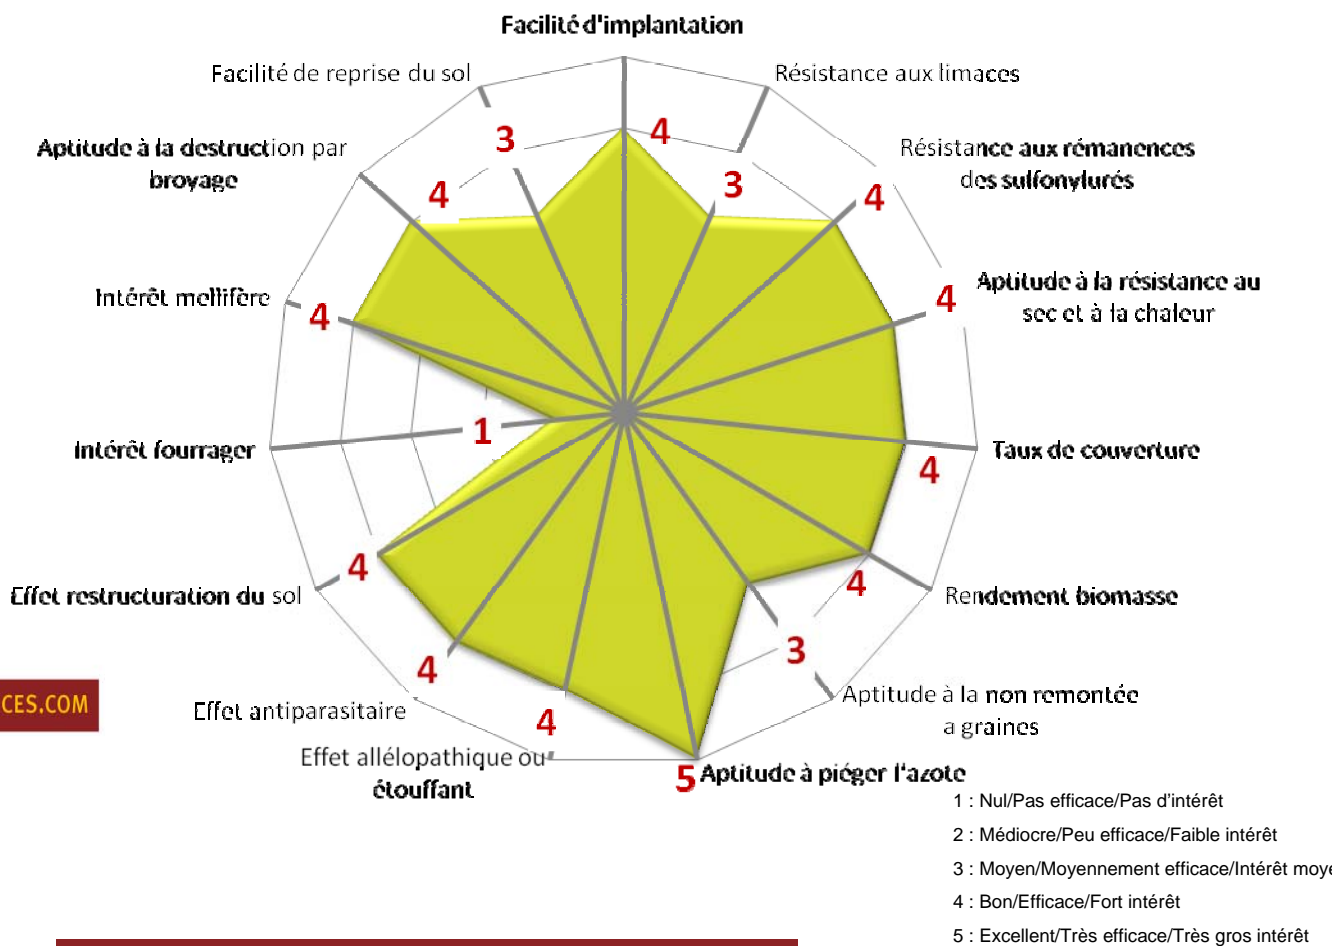 Facilité d'implantation
Facilité de reprise du sol
Résistance aux limaces
4
3
Aptitude à la destruction par
broyage
Résistance aux rémanences
des sulfonylurés
3
4
4
Intérêt mellifère
Aptitude à la résistance au
sec et à la chaleur
4
4
Intérêt fourrager
1
Taux de couverture
4
4
4
Effet restructuration du sol
Rendement biomasse
3
4
Aptitude à la non remontée
a graines
CES.COM
Effet antiparasitaire
4
Effet allélopathique ou
étouffant
5
Aptitude à piéger l'azote
1 : Nul/Pas efficace/Pas d'intérêt
2 : Médiocre/Peu efficace/Faible intérêt
3 : Moyen/Moyennement efficace/Intérêt moye
4 : Bon/Efficace/Fort intérêt
5 : Excellent/Très efficace/Très gros intérêt